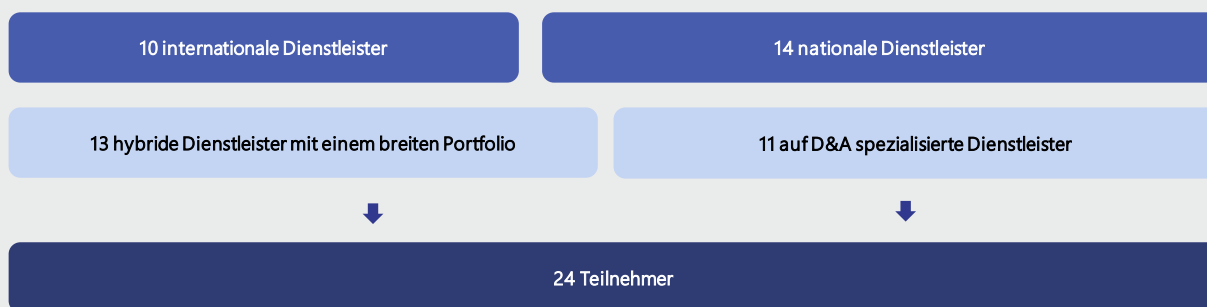 10 internationale Dienstleister
14 nationale Dienstleister
13 hybride Dienstleister mit einem breiten Portfolio
11 auf D&A spezialisierte Dienstleister
24 Teilnehmer